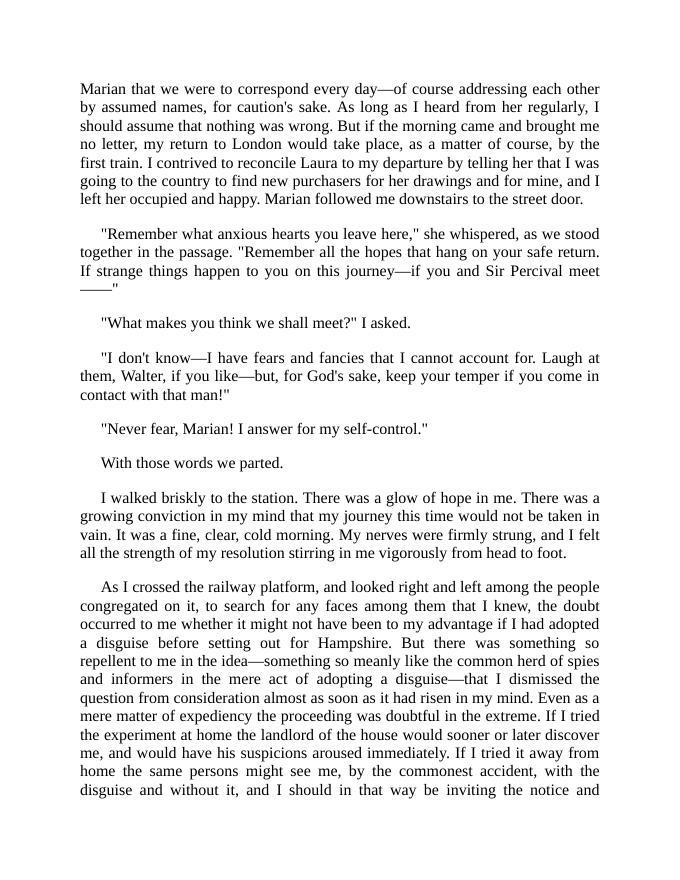 Marian that we were to correspond every day—of course addressing each other
by assumed names, for caution's sake. As long as I heard from her regularly, I
should assume that nothing was wrong. But if the morning came and brought me
no letter, my return to London would take place, as a matter of course, by the
first train. I contrived to reconcile Laura to my departure by telling her that I was
going to the country to find new purchasers for her drawings and for mine, and I
left her occupied and happy. Marian followed me downstairs to the street door.
"Remember what anxious hearts you leave here," she whispered, as we stood
together in the passage. "Remember all the hopes that hang on your safe return.
If strange things happen to you on this journey—if you and Sir Percival meet
——"
"What makes you think we shall meet?" I asked.
"I don't know—I have fears and fancies that I cannot account for. Laugh at
them, Walter, if you like—but, for God's sake, keep your temper if you come in
contact with that man!"
"Never fear, Marian! I answer for my self-control."
With those words we parted.
I walked briskly to the station. There was a glow of hope in me. There was a
growing conviction in my mind that my journey this time would not be taken in
vain. It was a fine, clear, cold morning. My nerves were firmly strung, and I felt
all the strength of my resolution stirring in me vigorously from head to foot.
As I crossed the railway platform, and looked right and left among the people
congregated on it, to search for any faces among them that I knew, the doubt
occurred to me whether it might not have been to my advantage if I had adopted
a disguise before setting out for Hampshire. But there was something so
repellent to me in the idea—something so meanly like the common herd of spies
and informers in the mere act of adopting a disguise—that I dismissed the
question from consideration almost as soon as it had risen in my mind. Even as a
mere matter of expediency the proceeding was doubtful in the extreme. If I tried
the experiment at home the landlord of the house would sooner or later discover
me, and would have his suspicions aroused immediately. If I tried it away from
home the same persons might see me, by the commonest accident, with the
disguise and without it, and I should in that way be inviting the notice and